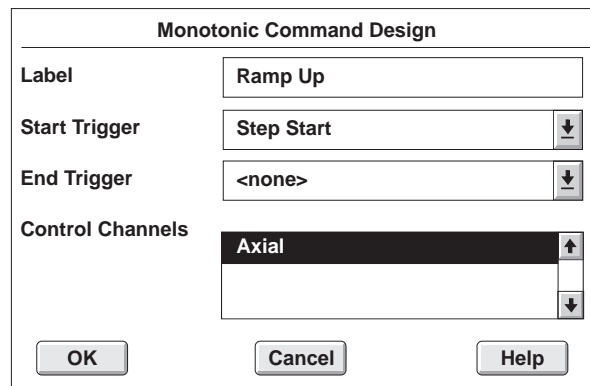 Monotonic Command Design
Label Ramp Up
Start Trigger Step Start
End Trigger <none>
Control Channels
Axial
OK Cancel Help